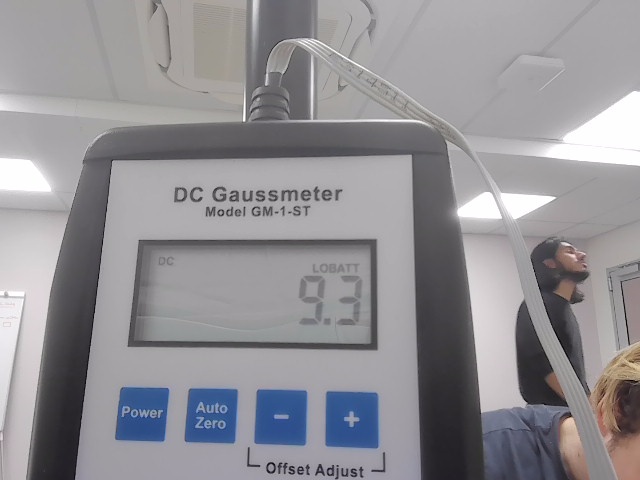 DC Gaussmeter
Model GM-1-ST
DC
LOBATT
9.3
Power
Auto
Zero
-
+
Offset Adjust